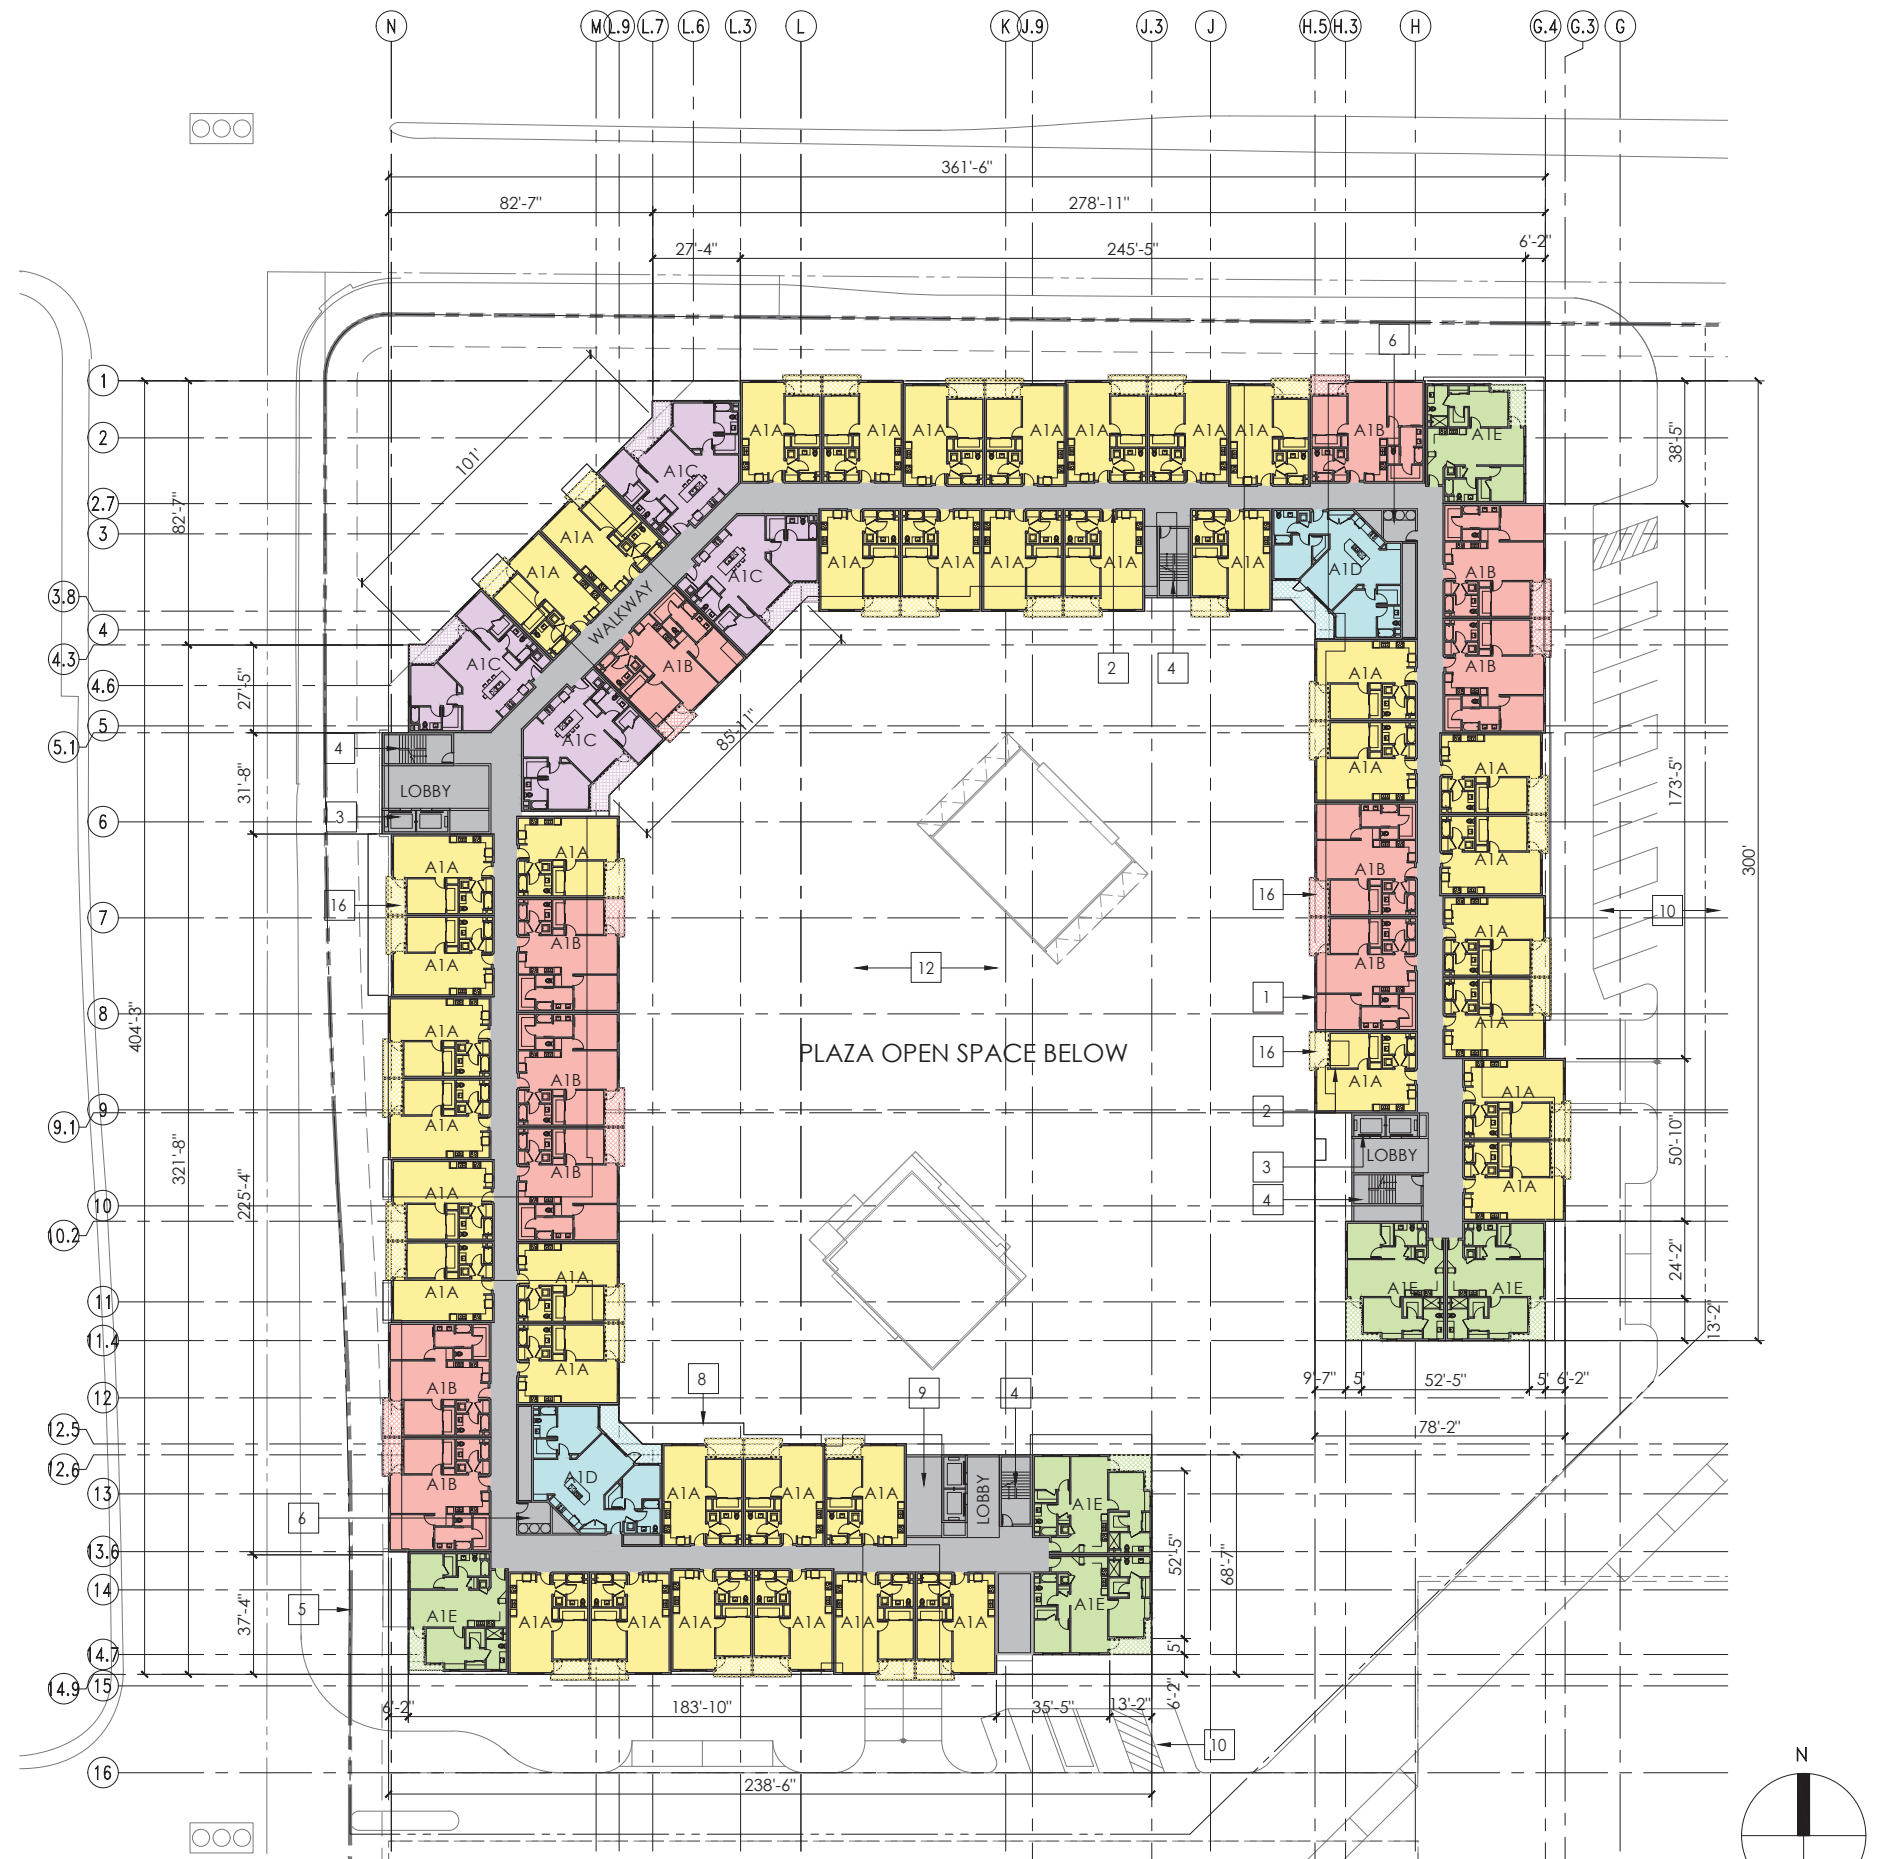 N M L.9 L.7 L.6 L.3 L K J.9 J.3 J H.5 H.3 H G.4 G.3 G
361'-6"
82'-7" 278'-11"
27'-4" 245'-5" 6'-2"
6
1
2
101'
A1A A1A A1A A1A A1A A1A A1A A1B A1E
38'-5"
A1C
2.7
82'-7"
3
A1A
A1A A1A A1A A1A A1A A1D A1B
A1C
A1A
3.8
WALKWAY
4
4.3
A1C A1B 2 4 A1A A1B
4.6
27'-5"
5
5.1
4
A1C
85'-11"
A1A A1A
173'-5"
LOBBY
31'-8"
3
6
A1A A1A A1A
300'
A1A A1B
16 16
7
10
A1B A1A
A1A A1B
12
1
8
404'-3"
A1A A1A
PLAZA OPEN SPACE BELOW
16
A1B A1A A1A
2
9
9.1
A1A
321'-8"
LOBBY
50'-10"
3
A1B
A1A A1A
4
225'-4"
10
10.2
A1A
24'-2"
A1A A1E A1E
11
13'-2"
11.4
A1A
A1B
8 9 4
9'-7" 5' 52'-5" 5' 6'-2"
12
12.5
78'-2"
12.6
A1B A1D A1A A1A A1A LOBBY A1E
13
6
13.6
52'-5"
68'-7"
14
5
37'-4"
A1E A1A A1A A1A A1A A1A A1A A1E
14.7
5'
14.9 15
6'-2"
6'-2" 183'-10" 35'-5" 13'-2"
10
16
238'-6"
N